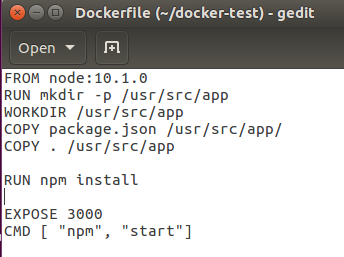 Dockerfile (~/docker-test) - gedit
Open
FROM node:10.1.0
RUN mkdir -p /usr/src/app
WORKDIR /usr/src/app
COPY package.json /usr/src/app/
COPY . /usr/src/app

RUN npm install

EXPOSE 3000
CMD [ "npm", "start"]